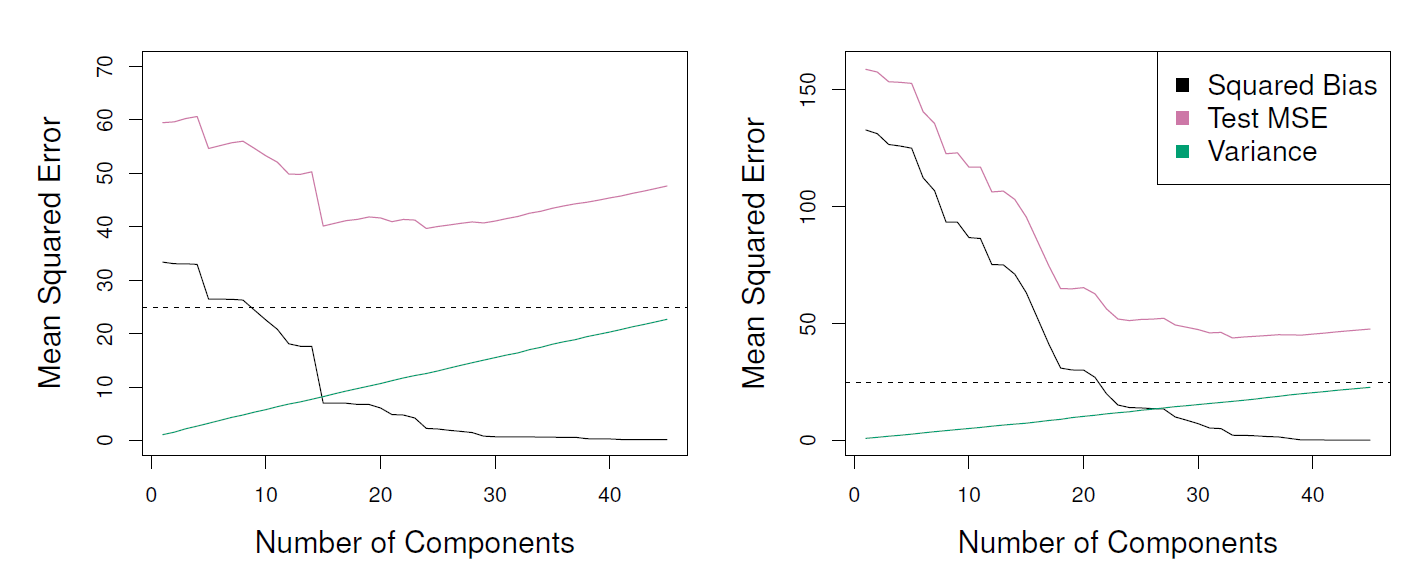 Mean Squared Error
70
60
50
40
30
20
10
0
0 10 20 30 40
Number of Components
Mean Squared Error
150
100
50
0
0 10 20 30 40
Number of Components
Squared Bias
Test MSE
Variance